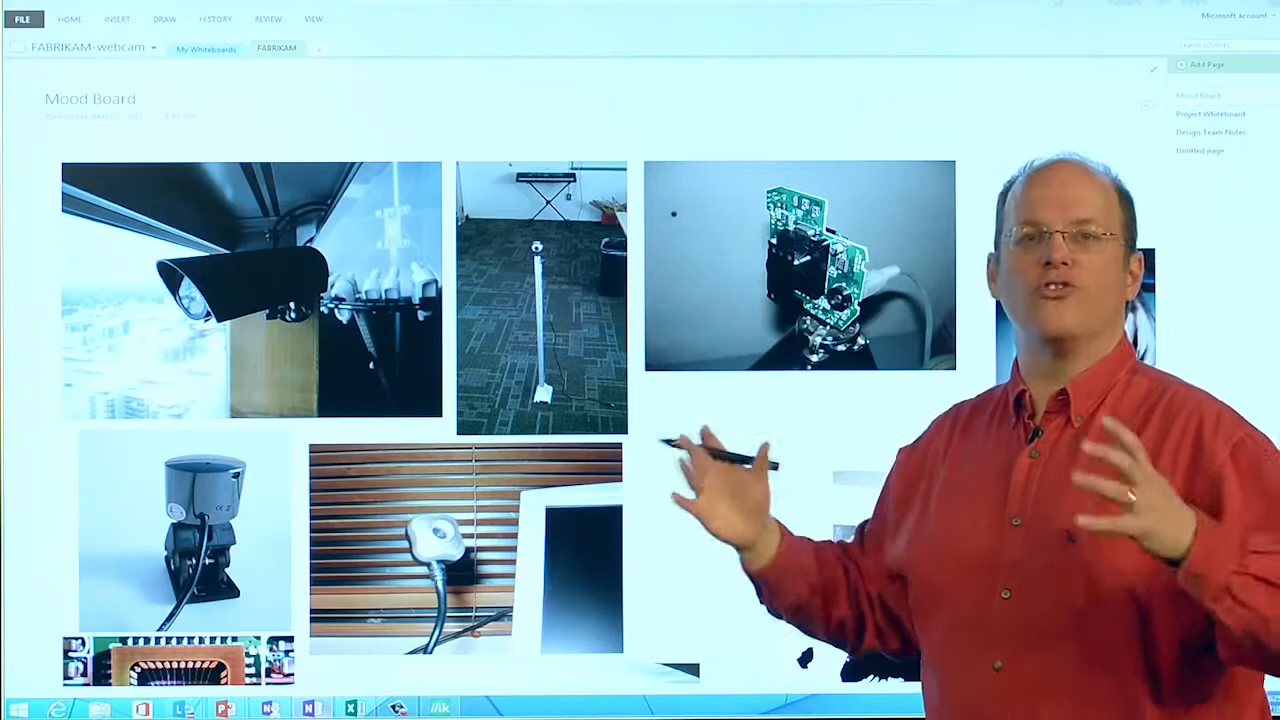 FILE HOME INSERT DRAW HISTORY REVIEW VIEW
Microsoft account
FABRIKAM-webcam My Whiteboards FABRIKAM
Add Page
Mood Board
Mood Board
Project Whiteboard
Design Team Notes
Untitled page